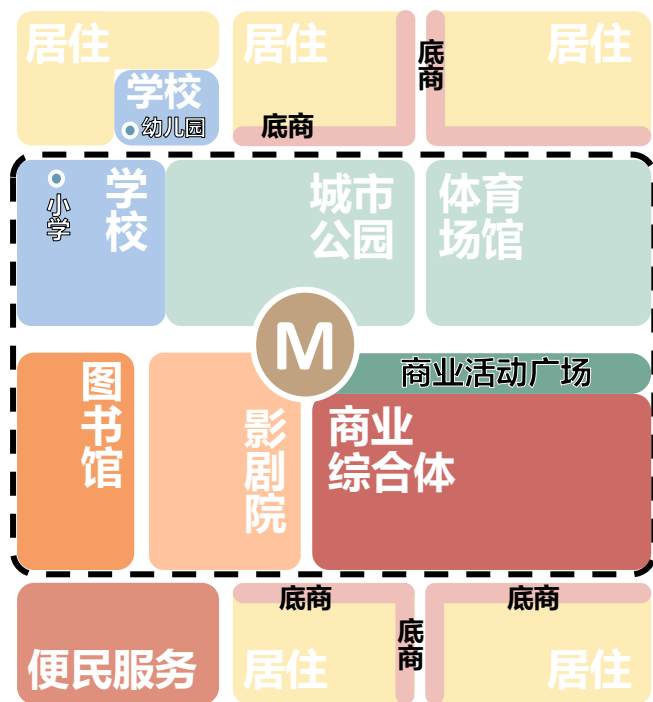 居住
居住
底商
居住
学校
幼儿园
底商
小学
学校
城市
公园
体育
场馆
M
商业活动广场
图书馆
影剧院
商业
综合体
底商
底商
底商
便民服务
居住
居住